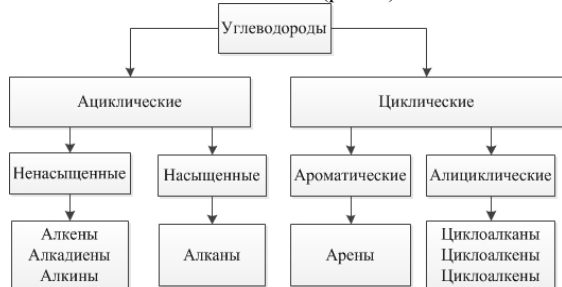 Углеводороды
Ациклические
Циклические
Ненасыщенные
Насыщенные
Ароматические
Алициклические
Алкены
Алкадиены
Алкины
Алканы
Арены
Циклоалканы
Циклоалкены
Циклоалкены